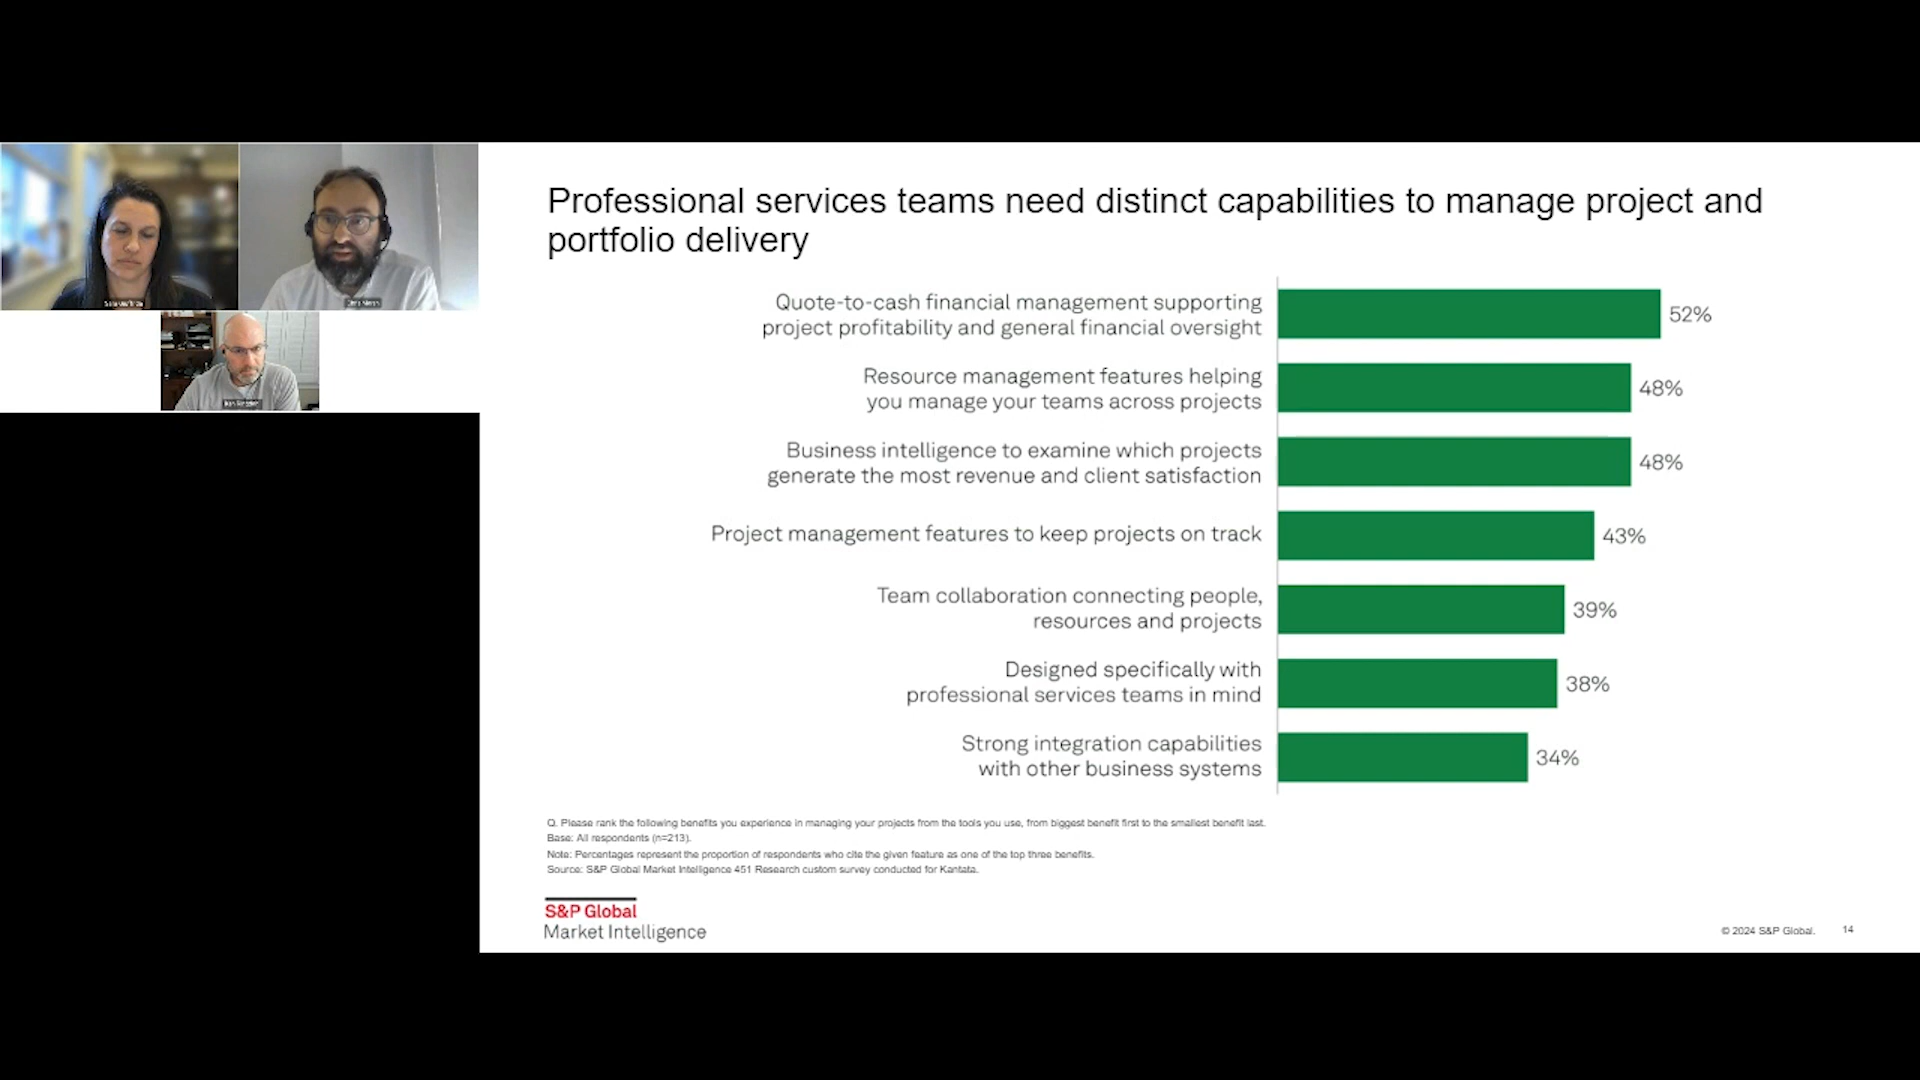 Professional services teams need distinct capabilities to manage project and
portfolio delivery
Quote-to-cash financial management supporting
project profitability and general financial oversight
52%
Resource management features helping
you manage your teams across projects
48%
Business intelligence to examine which projects
generate the most revenue and client satisfaction
48%
Project management features to keep projects on track
43%
Team collaboration connecting people,
resources and projects
39%
Designed specifically with
professional services teams in mind
38%
Strong integration capabilities
with other business systems
34%
Q. Please rank the following benefits you experience in managing your projects from the tools you use, from biggest benefit first to the smallest benefit last.
Base: All respondents (n=213).
Note: Percentages represent the proportion of respondents who cite the given feature as one of the top three benefits.
Source: S&P Global Market Intelligence 451 Research custom survey conducted for Kantata.
S&P Global
Market Intelligence
© 2024 S&P Global.
14